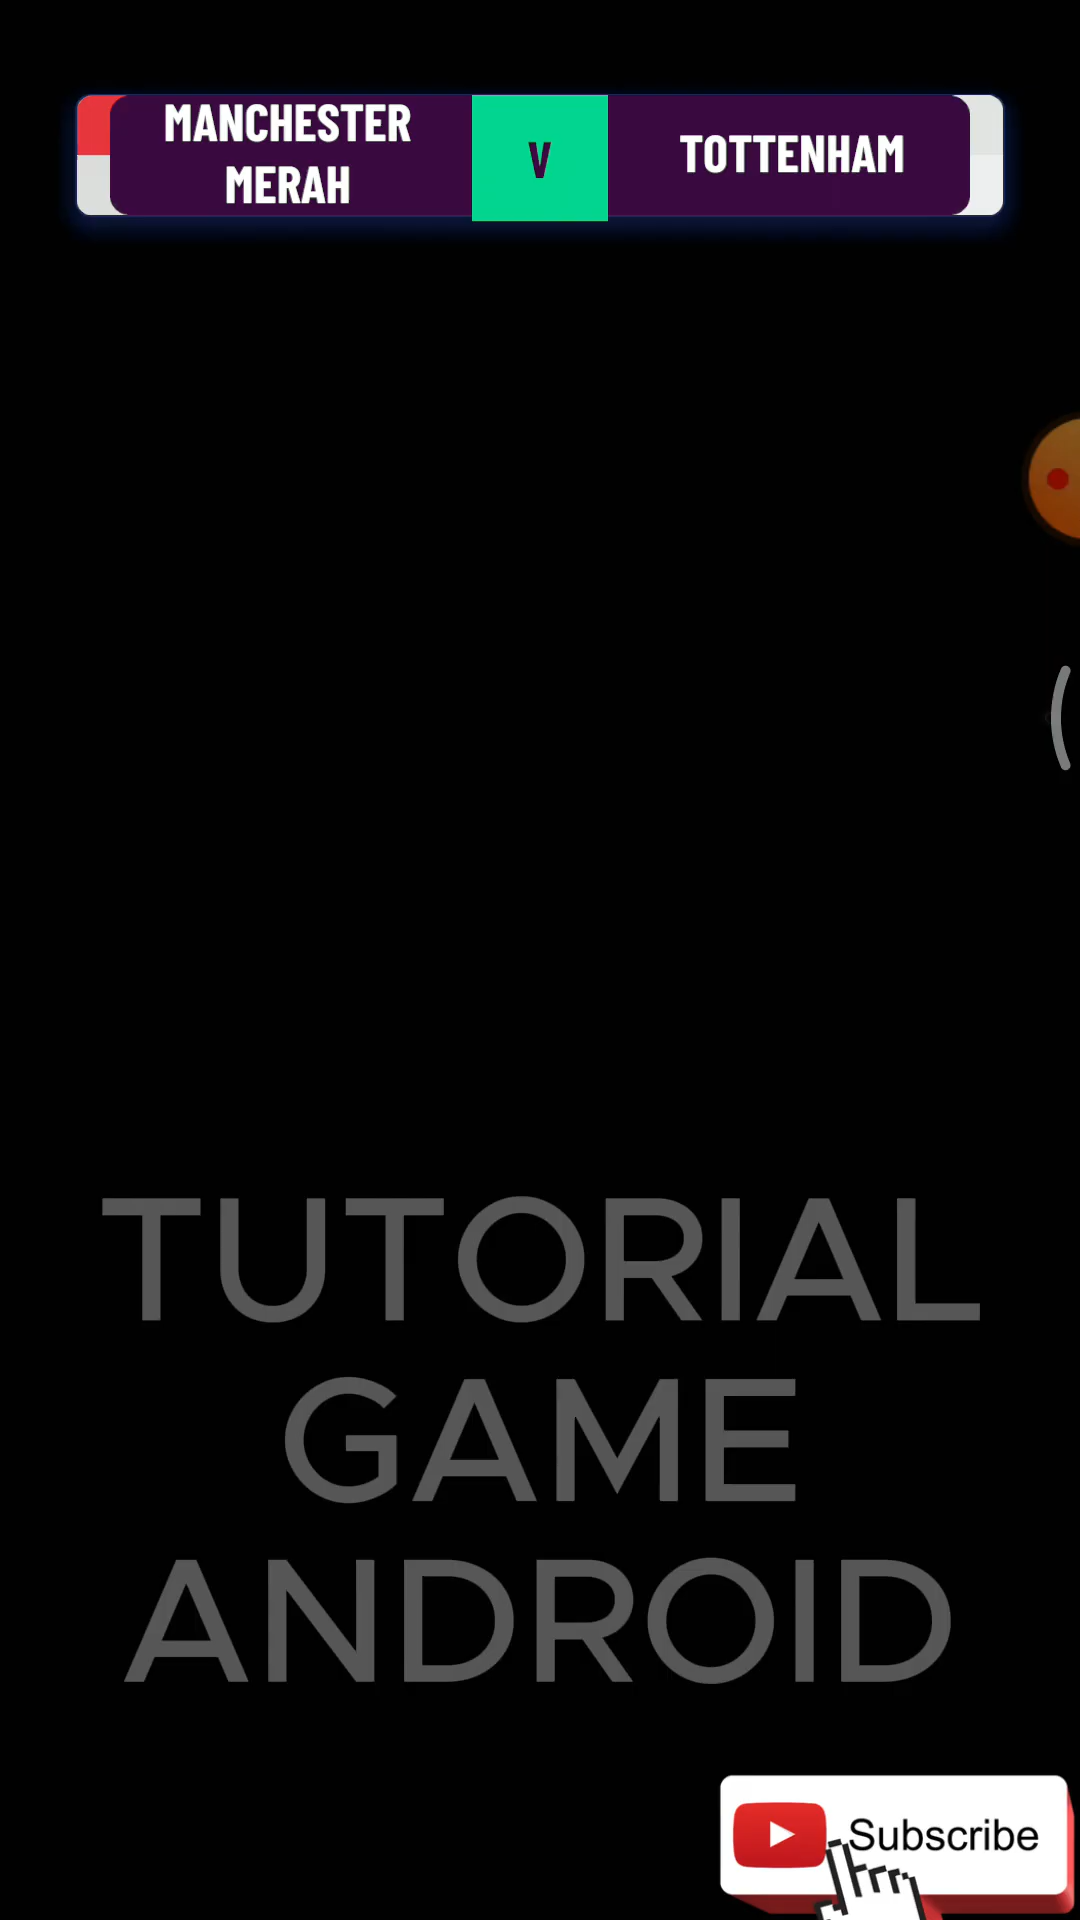 MANCHESTER
MERAH
V
TOTTENHAM
TUTORIAL
GAME
ANDROID
Subscribe